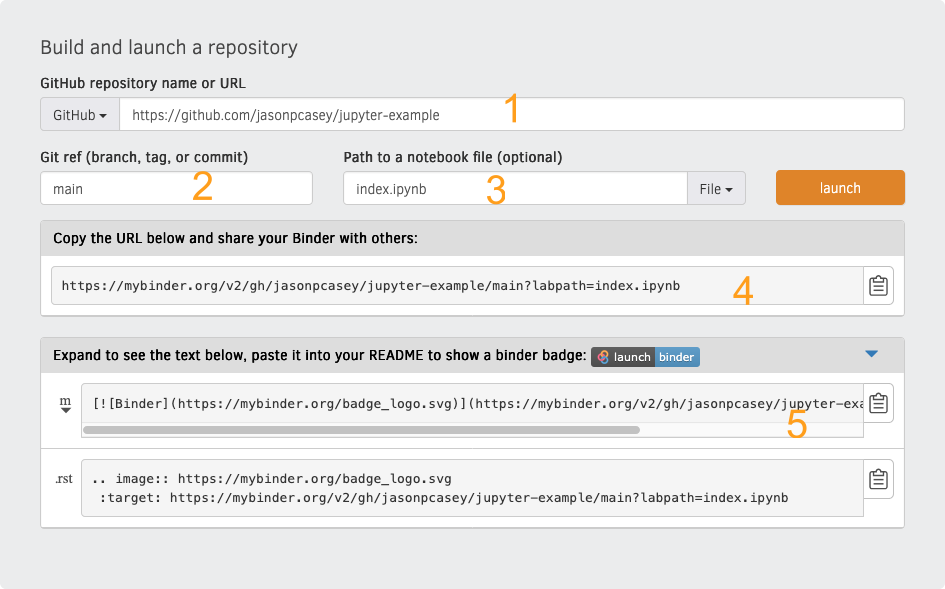 Build and launch a repository
GitHub repository name or URL
GitHub https://github.com/jasonpcasey/jupyter-example 1
Git ref (branch, tag, or commit) Path to a notebook file (optional)
main 2 index.ipynb 3 File launch
Copy the URL below and share your Binder with others:
https://mybinder.org/v2/gh/jasonpcasey/jupyter-example/main?labpath=index.ipynb 4
Expand to see the text below, paste it into your README to show a binder badge: launch binder
m [![Binder](https://mybinder.org/badge_logo.svg)](https://mybinder.org/v2/gh/jasonpcasey/jupyter-exa
5
.rst .. image:: https://mybinder.org/badge_logo.svg
:target: https://mybinder.org/v2/gh/jasonpcasey/jupyter-example/main?labpath=index.ipynb